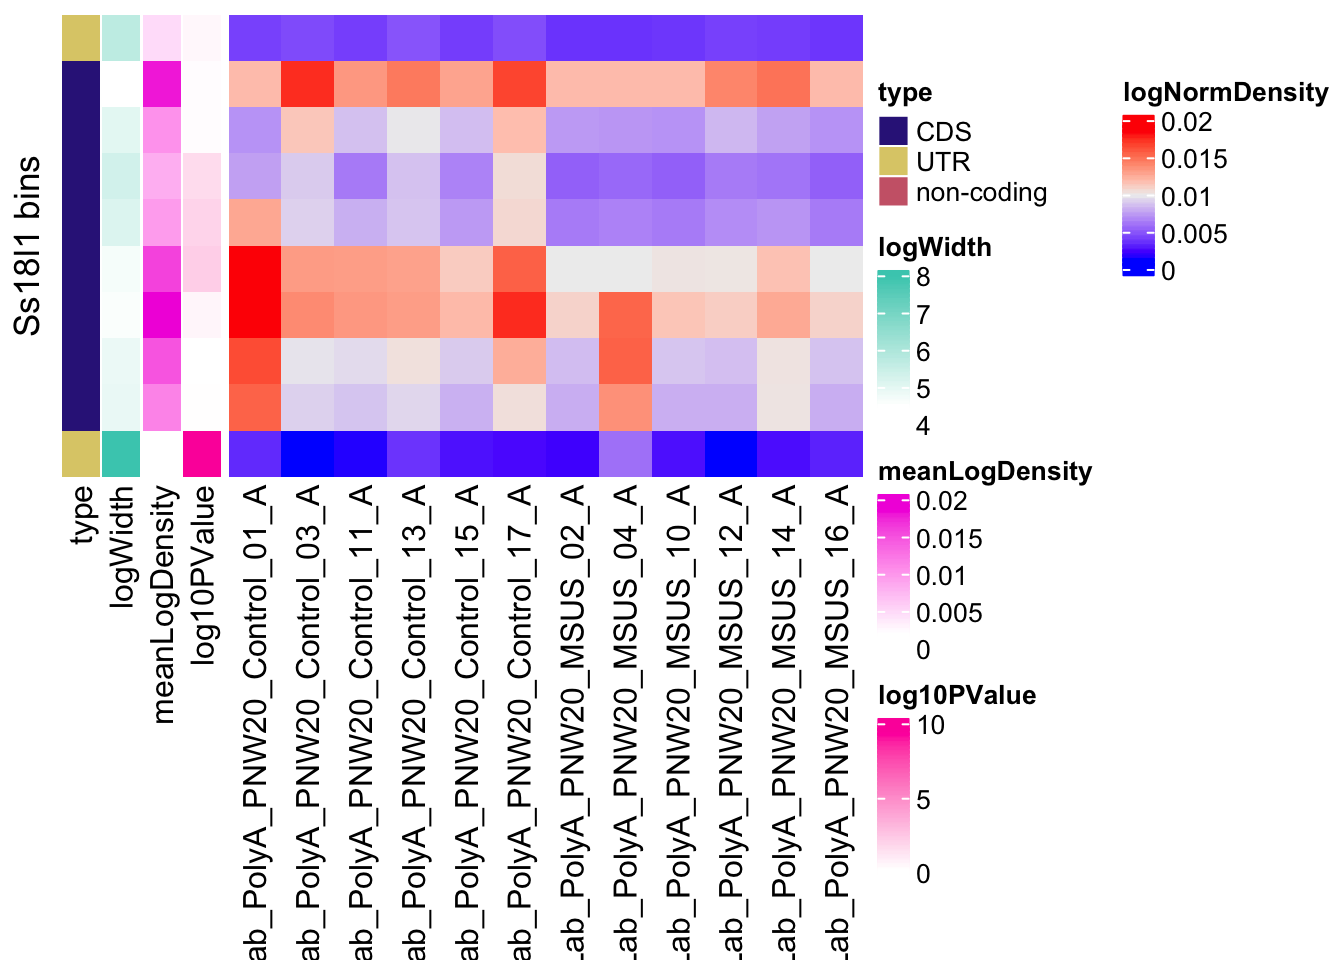 Ss18l1 bins
type
logWidth
meanLogDensity
log10PValue
ab_PolyA_PNW20_Control_01_A
ab_PolyA_PNW20_Control_03_A
ab_PolyA_PNW20_Control_11_A
ab_PolyA_PNW20_Control_13_A
ab_PolyA_PNW20_Control_15_A
ab_PolyA_PNW20_Control_17_A
ab_PolyA_PNW20_MSUS_02_A
ab_PolyA_PNW20_MSUS_04_A
ab_PolyA_PNW20_MSUS_10_A
ab_PolyA_PNW20_MSUS_12_A
ab_PolyA_PNW20_MSUS_14_A
ab_PolyA_PNW20_MSUS_16_A
type
CDS
UTR
non-coding
logWidth
8
7
6
5
4
meanLogDensity
0.02
0.015
0.01
0.005
0
log10PValue
10
5
0
logNormDensity
0.02
0.015
0.01
0.005
0